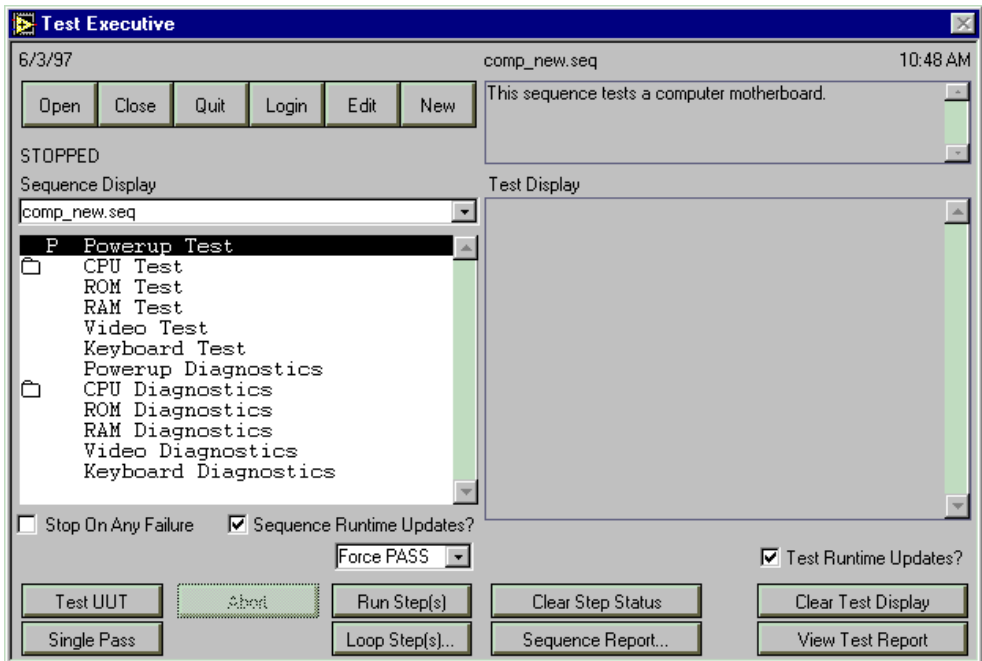 Test Executive
6/3/97 comp_new.seq 10:48 AM
Open Close Quit Login Edit New
This sequence tests a computer motherboard.
STOPPED
Sequence Display
comp_new.seq
P Powerup Test
CPU Test
ROM Test
RAM Test
Video Test
Keyboard Test
Powerup Diagnostics
CPU Diagnostics
ROM Diagnostics
RAM Diagnostics
Video Diagnostics
Keyboard Diagnostics
Test Display
Stop On Any Failure Sequence Runtime Updates?
Force PASS
Test Runtime Updates?
Test UUT Abort Run Step(s) Clear Step Status Clear Test Display
Single Pass Loop Step(s)... Sequence Report... View Test Report